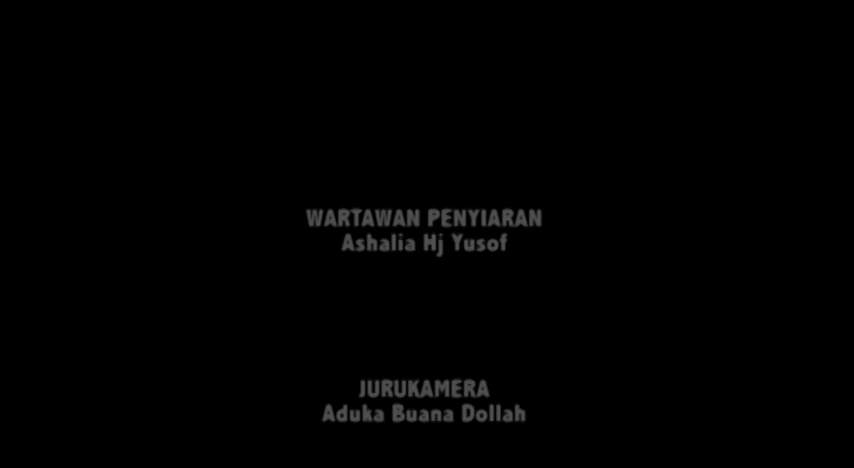 WARTAWAN PENYIARAN
Ashalia Hj Yusof
JURUKAMERA
Aduka Buana Dollah